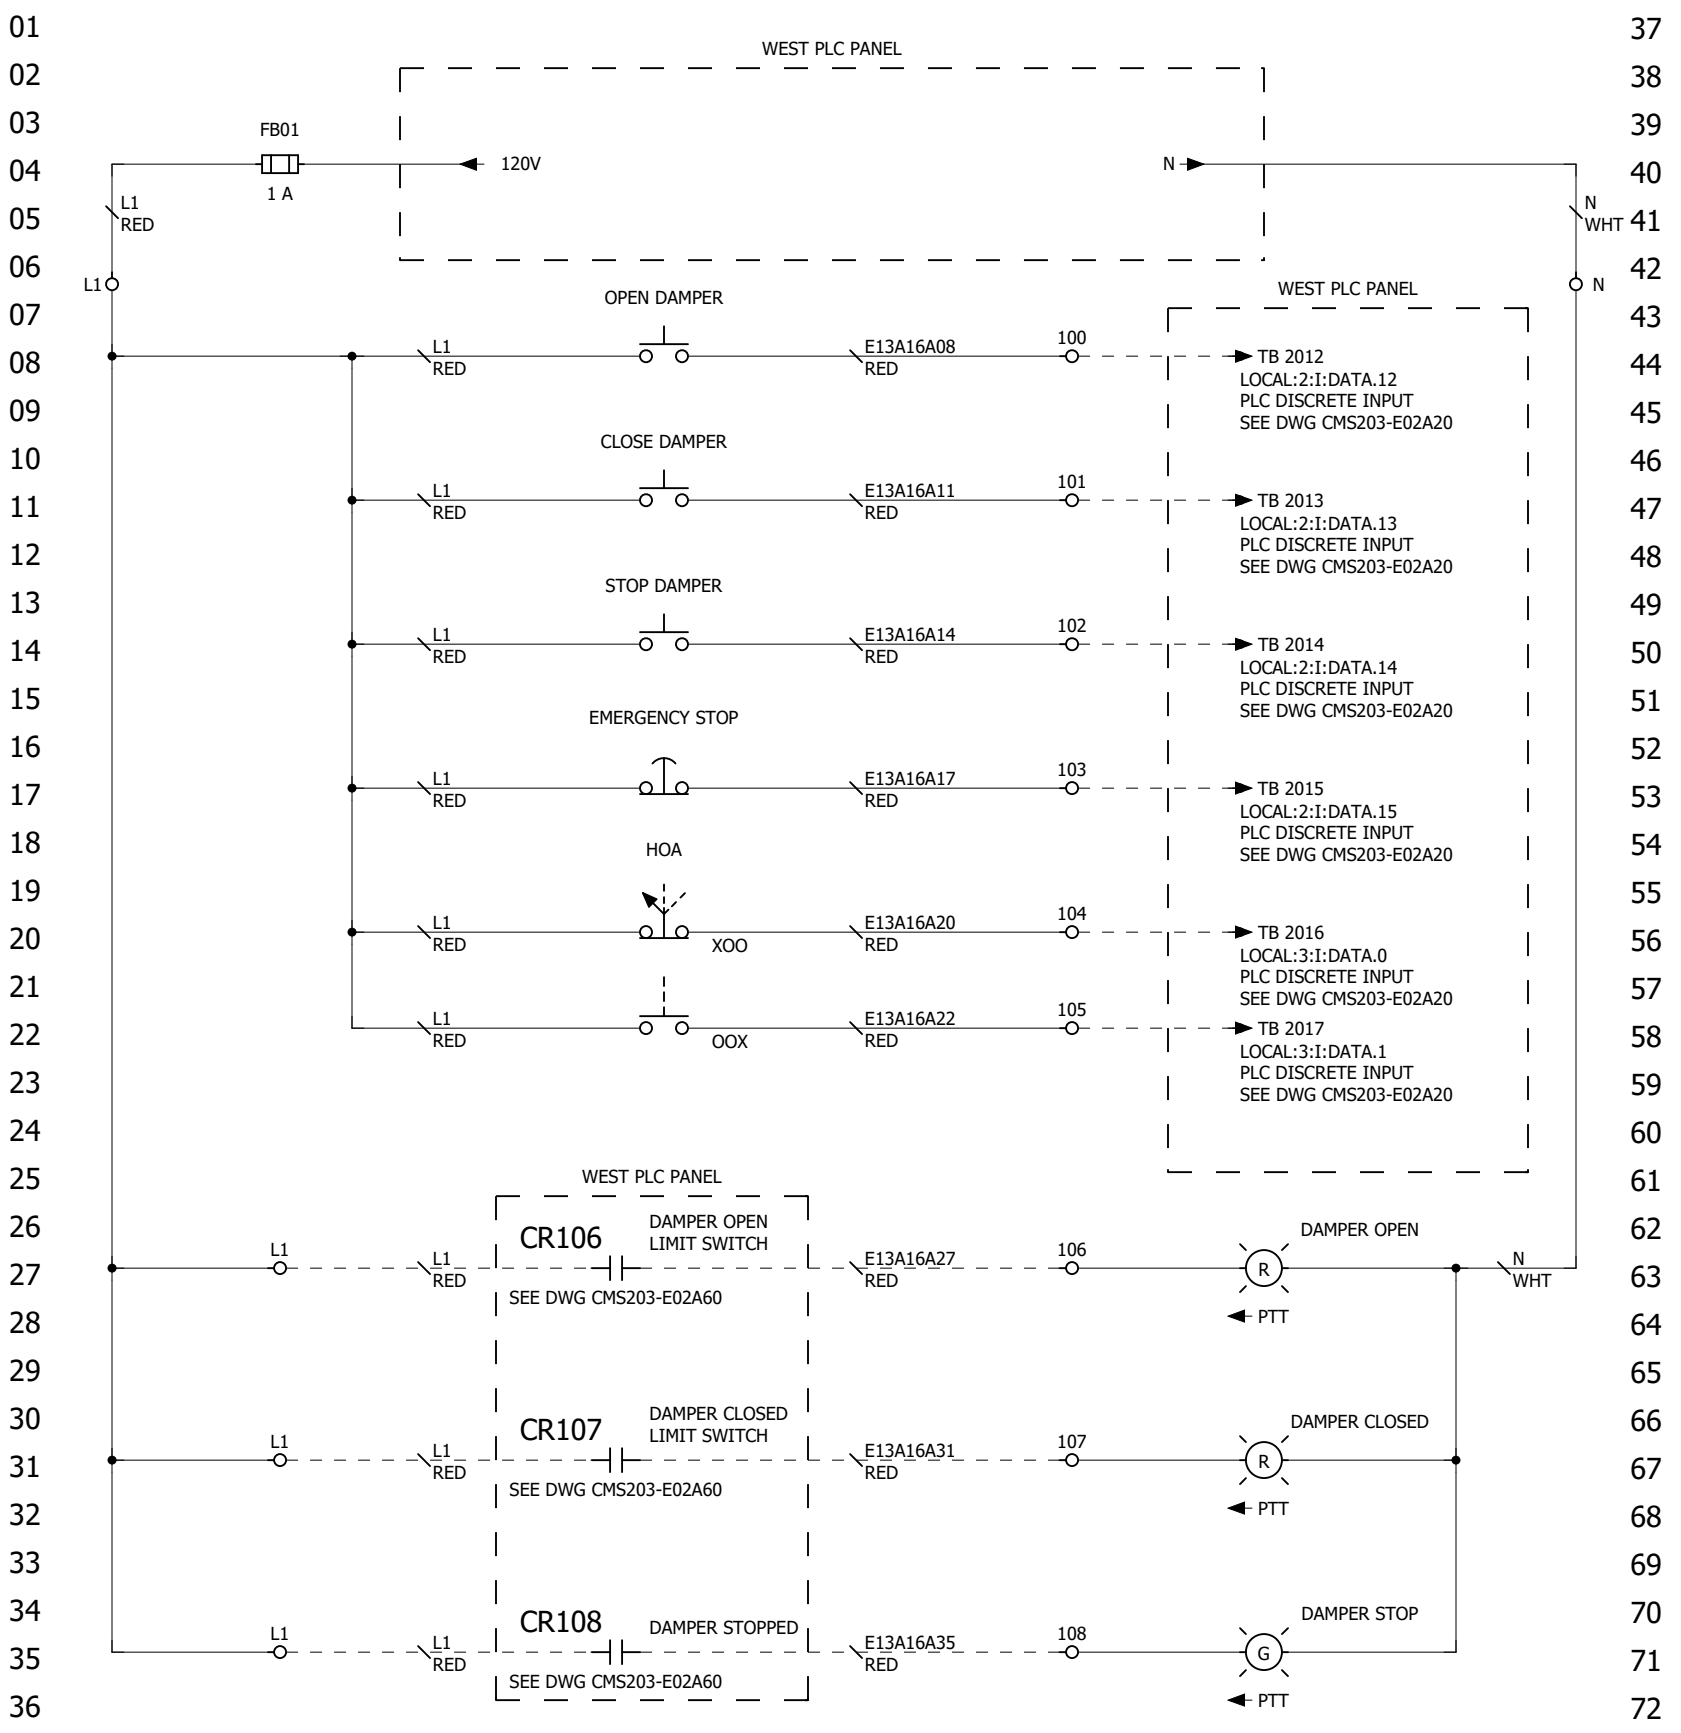 01
37
WEST PLC PANEL
02
38
03
39
FB01
120V
N
04
40
1 A
L1
RED
N
WHT
05
41
06
42
L1
N
OPEN DAMPER
WEST PLC PANEL
07
43
L1
RED
E13A16A08
RED
100
TB 2012
08
44
LOCAL:2:I:DATA.12
PLC DISCRETE INPUT
SEE DWG CMS203-E02A20
09
45
CLOSE DAMPER
10
46
L1
RED
E13A16A11
RED
101
TB 2013
11
47
LOCAL:2:I:DATA.13
PLC DISCRETE INPUT
SEE DWG CMS203-E02A20
12
48
STOP DAMPER
13
49
L1
RED
E13A16A14
RED
102
TB 2014
14
50
LOCAL:2:I:DATA.14
PLC DISCRETE INPUT
SEE DWG CMS203-E02A20
15
51
EMERGENCY STOP
16
52
L1
RED
E13A16A17
RED
103
TB 2015
17
53
LOCAL:2:I:DATA.15
PLC DISCRETE INPUT
SEE DWG CMS203-E02A20
18
54
HOA
19
55
L1
RED
XOO
E13A16A20
RED
104
TB 2016
20
56
LOCAL:3:I:DATA.0
PLC DISCRETE INPUT
SEE DWG CMS203-E02A20
21
57
L1
RED
OOX
E13A16A22
RED
105
TB 2017
22
58
LOCAL:3:I:DATA.1
PLC DISCRETE INPUT
SEE DWG CMS203-E02A20
23
59
24
60
25
61
WEST PLC PANEL
26
62
CR106
DAMPER OPEN
LIMIT SWITCH
DAMPER OPEN
L1
L1
RED
E13A16A27
RED
106
R
N
WHT
27
63
SEE DWG CMS203-E02A60
PTT
28
64
29
65
30
66
CR107
DAMPER CLOSED
LIMIT SWITCH
DAMPER CLOSED
L1
L1
RED
E13A16A31
RED
107
R
31
67
SEE DWG CMS203-E02A60
PTT
32
68
33
69
34
70
CR108
DAMPER STOPPED
DAMPER STOP
L1
L1
RED
E13A16A35
RED
108
G
35
71
SEE DWG CMS203-E02A60
PTT
36
72